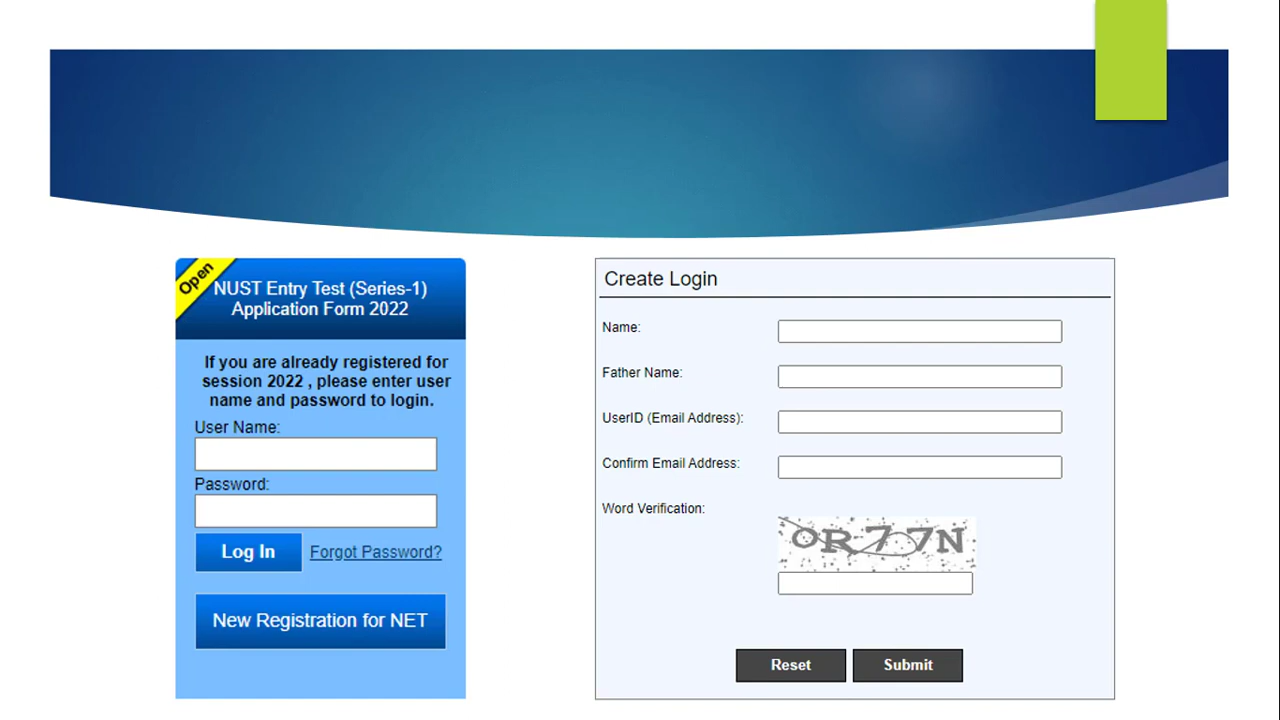 Open
NUST Entry Test (Series-1)
Application Form 2022
If you are already registered for
session 2022 , please enter user
name and password to login.
User Name:
Password:
Log In
Forgot Password?
New Registration for NET
Create Login
Name:
Father Name:
UserID (Email Address):
Confirm Email Address:
Word Verification:
OR77N
Reset
Submit